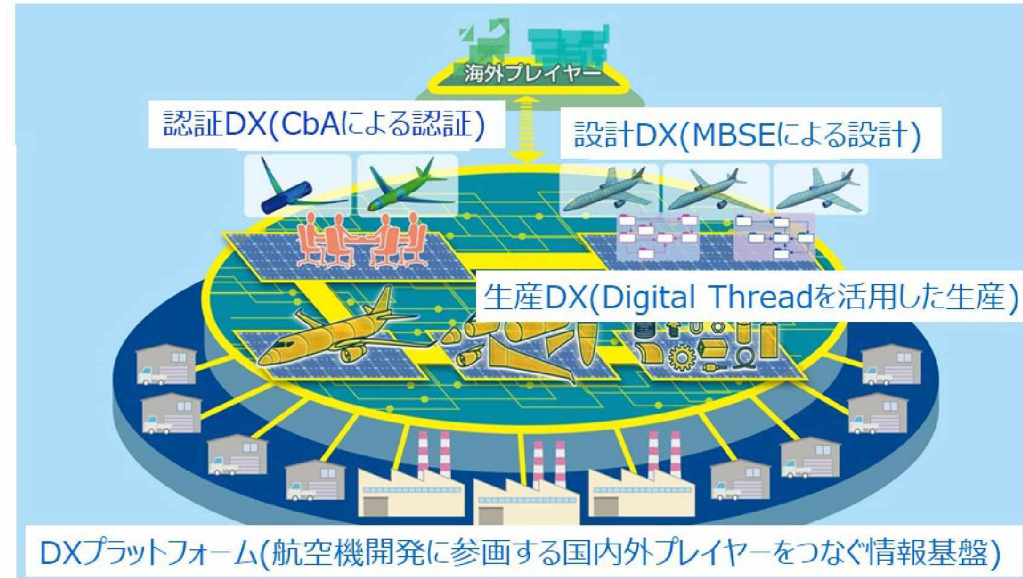 海外プレイヤー
認証DX(CbAによる認証)
設計DX(MBSEによる設計)
生産DX(Digital Threadを活用した生産)
DXプラットフォーム(航空機開発に参画する国内外プレイヤーをつなぐ情報基盤)